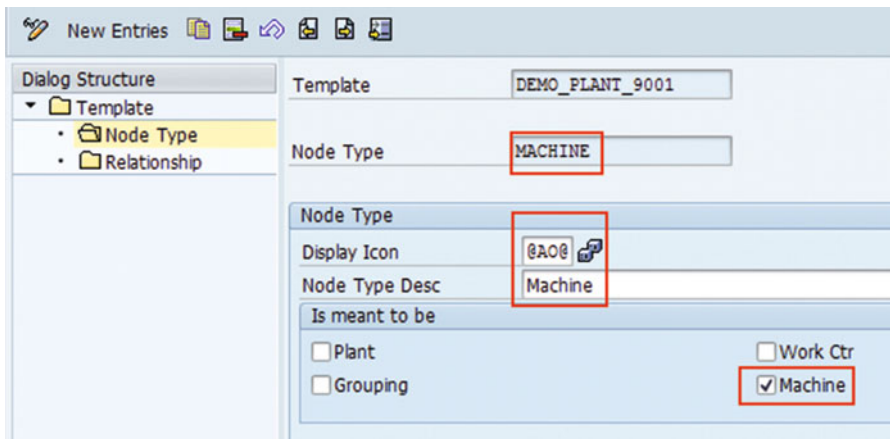 New Entries
Dialog Structure
Template
Node Type
Relationship
Template DEMO_PLANT_9001
Node Type MACHINE
Node Type
Display Icon @AO@
Node Type Desc Machine
Is meant to be
Plant Work Ctr
Grouping Machine